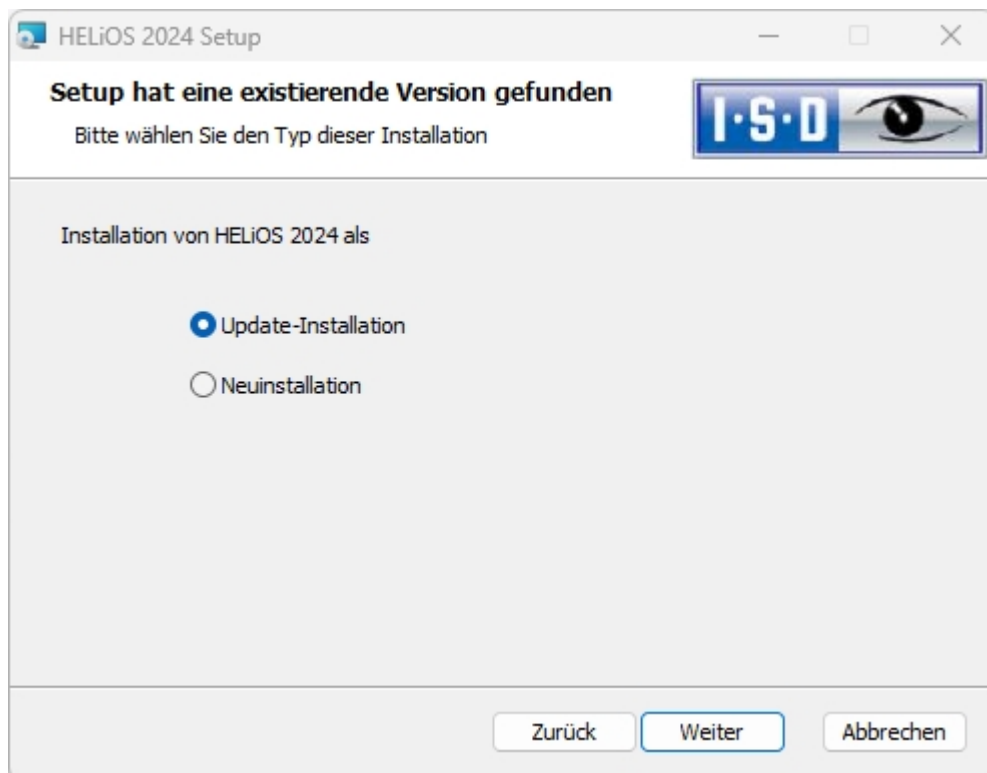 HELiOS 2024 Setup
Setup hat eine existierende Version gefunden
Bitte wählen Sie den Typ dieser Installation
I·S·D
Installation von HELiOS 2024 als
Update-Installation
Neuinstallation
Zurück
Weiter
Abbrechen